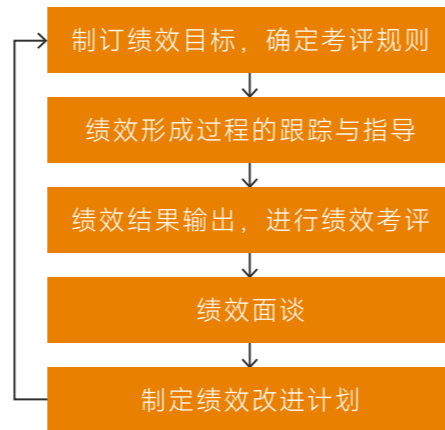 制订绩效目标，确定考评规则
绩效形成过程的跟踪与指导
绩效结果输出，进行绩效考评
绩效面谈
制定绩效改进计划